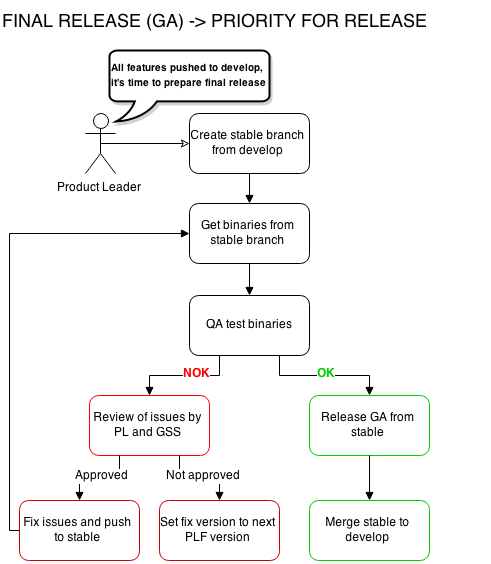 FINAL RELEASE (GA) -> PRIORITY FOR RELEASE
All features pushed to develop,
it's time to prepare final release
Product Leader
Create stable branch
from develop
Get binaries from
stable branch
QA test binaries
NOK
OK
Review of issues by
PL and GSS
Release GA from
stable
Approved
Not approved
Fix issues and push
to stable
Set fix version to next
PLF version
Merge stable to
develop